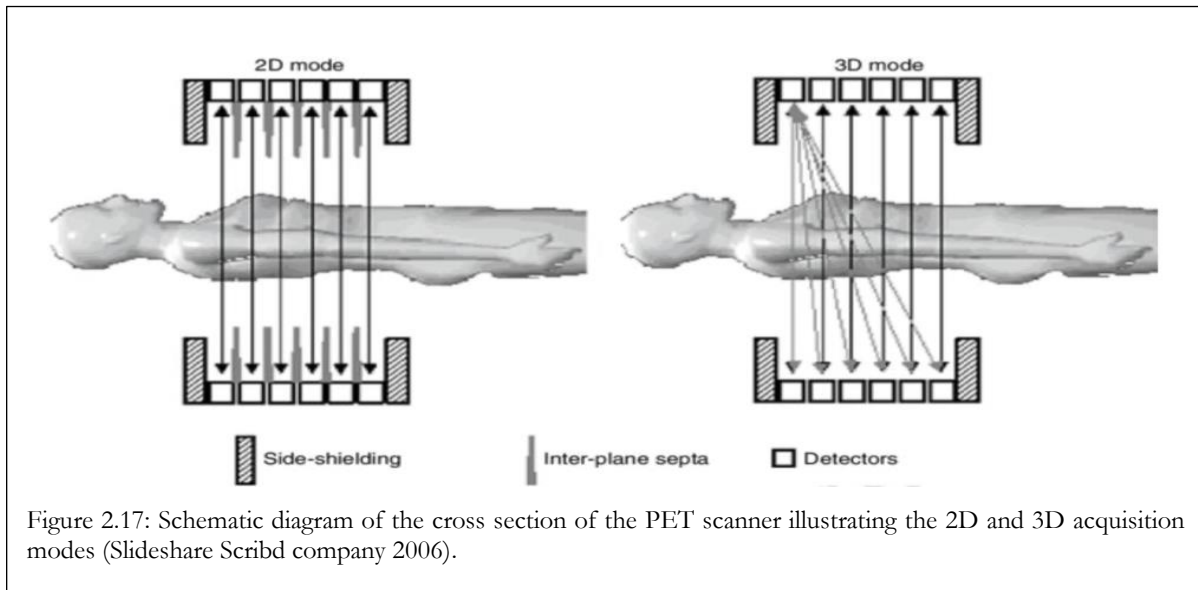 2D mode
3D mode
Side-shielding
Inter-plane septa
Detectors
Figure 2.17: Schematic diagram of the cross section of the PET scanner illustrating the 2D and 3D acquisition
modes (Slideshare Scribd company 2006).